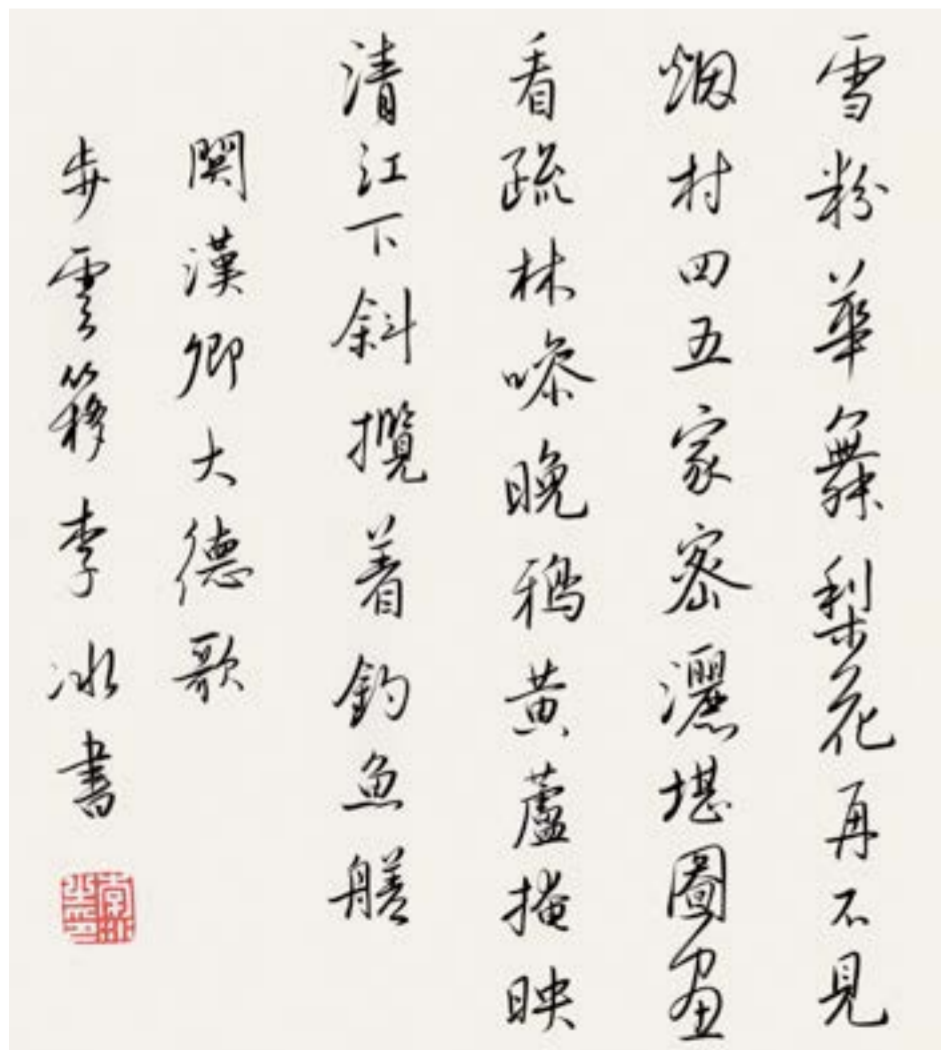 雪粉華舞梨花再不見
烟村四五家密灑堪圖畫
看疏林噪晚鴉黄蘆掩映
清江下斜攬着釣魚艖
關漢卿大德歌
步雲簃李冰書